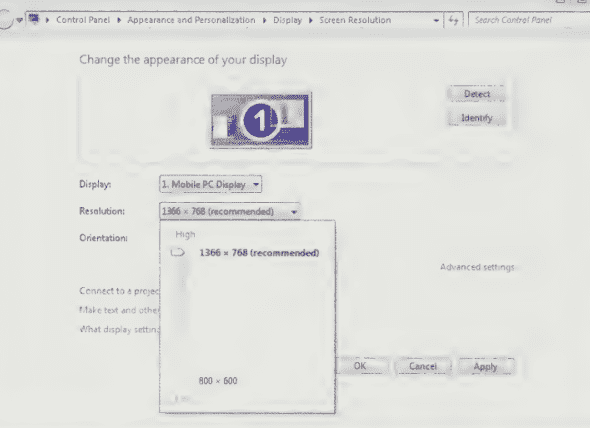 Control Panel ▸ Appearance and Personalization ▸ Display ▸ Screen Resolution
Search Control Panel
Change the appearance of your display
1
Detect
Identify
Display: 1. Mobile PC Display
Resolution: 1366 × 768 (recommended)
Orientation:
High
1366 × 768 (recommended)
Advanced settings
Connect to a projec
Make text and other
What display setting
800 × 600
OK Cancel Apply